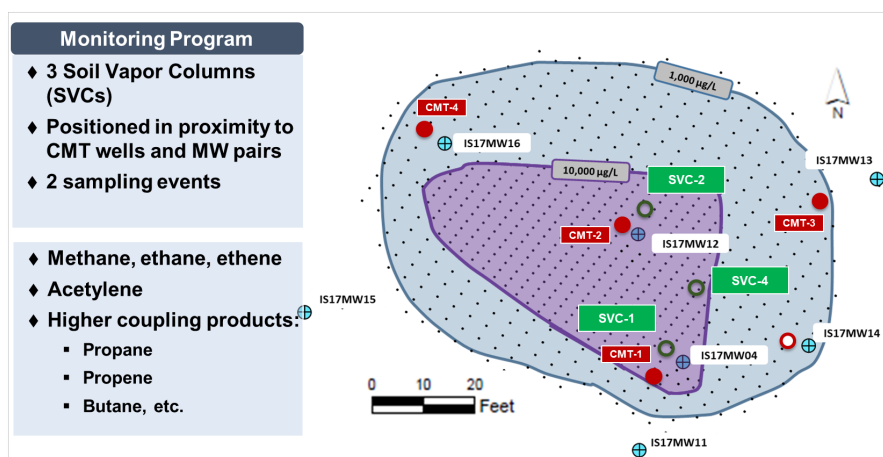 Monitoring Program
♦ 3 Soil Vapor Columns
(SVCs)
♦ Positioned in proximity to
CMT wells and MW pairs
♦ 2 sampling events
♦ Methane, ethane, ethene
♦ Acetylene
♦ Higher coupling products:
▪ Propane
▪ Propene
▪ Butane, etc.
1,000 µg/L
CMT-4
IS17MW16
N
IS17MW13
10,000 µg/L
SVC-2
CMT-3
CMT-2
IS17MW12
SVC-4
IS17MW15
SVC-1
IS17MW14
CMT-1
IS17MW04
0 10 20
Feet
IS17MW11